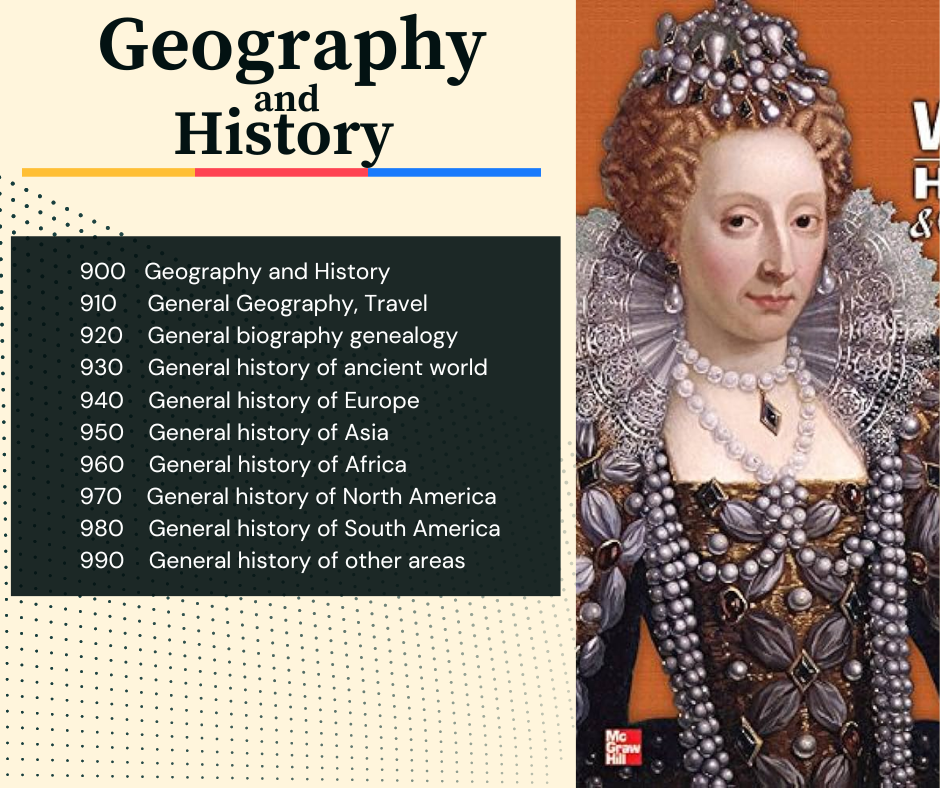 Geography
and
History
900 Geography and History
910 General Geography, Travel
920 General biography genealogy
930 General history of ancient world
940 General history of Europe
950 General history of Asia
960 General history of Africa
970 General history of North America
980 General history of South America
990 General history of other areas
&
Mc
Graw
Hill